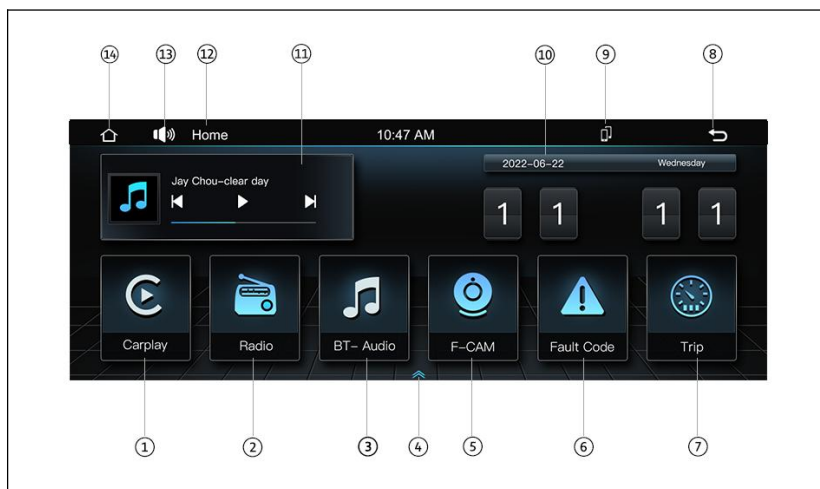 ⑭ ⑬ ⑫ ⑪ ⑩ ⑨ ⑧
Home 10:47 AM
2022-06-22 Wednesday
Jay Chou-clear day
1 1 1 1
Carplay Radio BT- Audio F-CAM Fault Code Trip
① ② ③ ④ ⑤ ⑥ ⑦